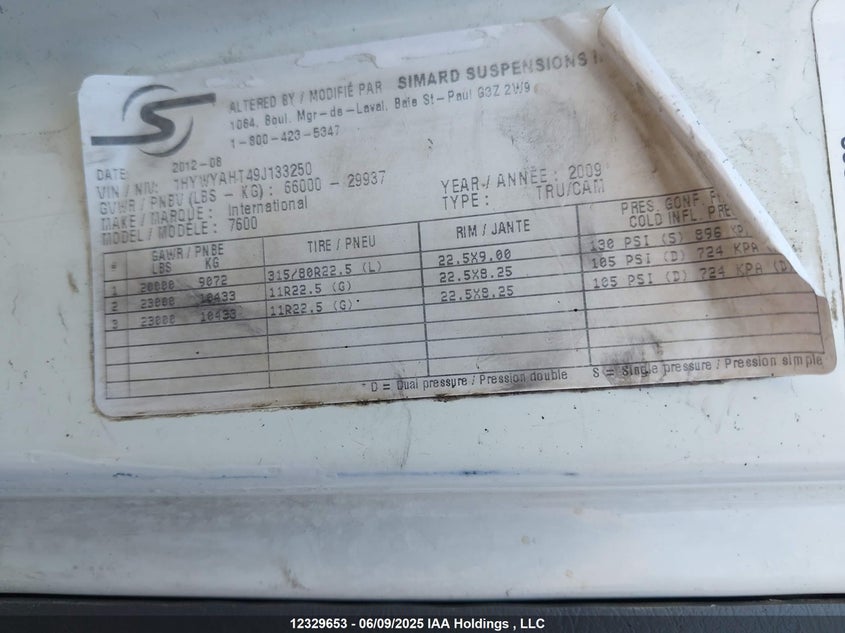 ALTERED BY / MODIFIÉ PAR SIMARD SUSPENSIONS
1064, Boul. Mgr-de-Laval, Baie St-Paul G3Z 2W9
1-800-423-5347
DATE: 2012-08
VIN / NIV: 1HYWYAHT49J133250
GVWR / PNBV (LBS - KG): 66000 - 29937
YEAR / ANNÉE : 2009
MAKE / MARQUE : International
TYPE : TRU/CAM
MODEL / MODÈLE : 7600
* GAWR / PNBE TIRE / PNEU RIM / JANTE PRES. GONF.
LBS KG COLD INFL.
1 20000 9072 315/80R22.5 (L) 22.5X9.00 130 PSI (S) 896
2 23000 10433 11R22.5 (G) 22.5X8.25 105 PSI (D) 724 KPA
3 23000 10433 11R22.5 (G) 22.5X8.25 105 PSI (D) 724 KPA (D)
* D = Dual pressure / Pression double S = Single pressure / Pression simple
12329653 - 06/09/2025 IAA Holdings , LLC